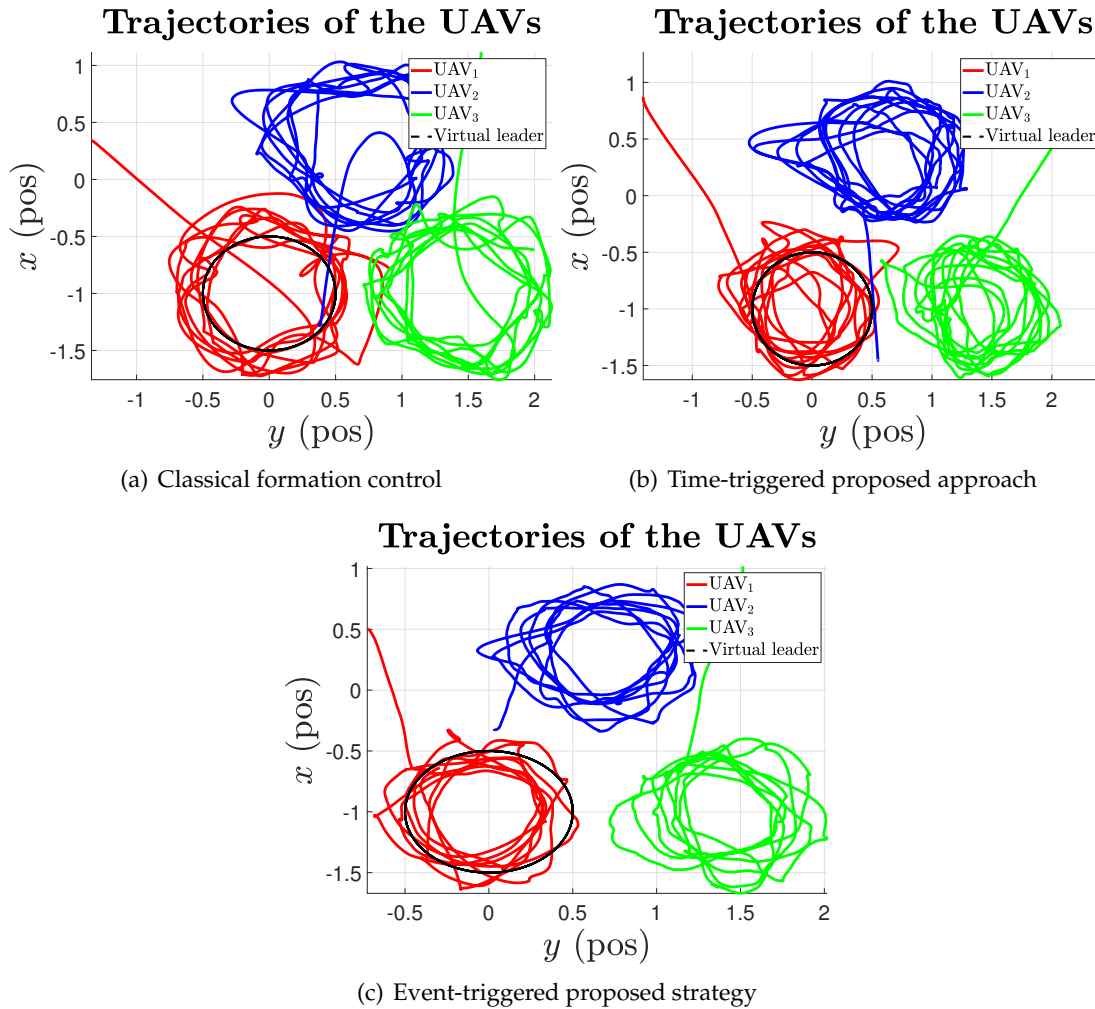 Trajectories of the UAVs
1
0.5
0
-0.5
-1
-1.5
x (pos)
UAV₁
UAV₂
UAV₃
Virtual leader
-1 -0.5 0 0.5 1 1.5 2
y (pos)
(a) Classical formation control
Trajectories of the UAVs
1
0.5
0
-0.5
-1
-1.5
x (pos)
UAV₁
UAV₂
UAV₃
Virtual leader
-1 -0.5 0 0.5 1 1.5 2
y (pos)
(b) Time-triggered proposed approach
Trajectories of the UAVs
1
0.5
0
-0.5
-1
-1.5
x (pos)
UAV₁
UAV₂
UAV₃
Virtual leader
-0.5 0 0.5 1 1.5 2
y (pos)
(c) Event-triggered proposed strategy